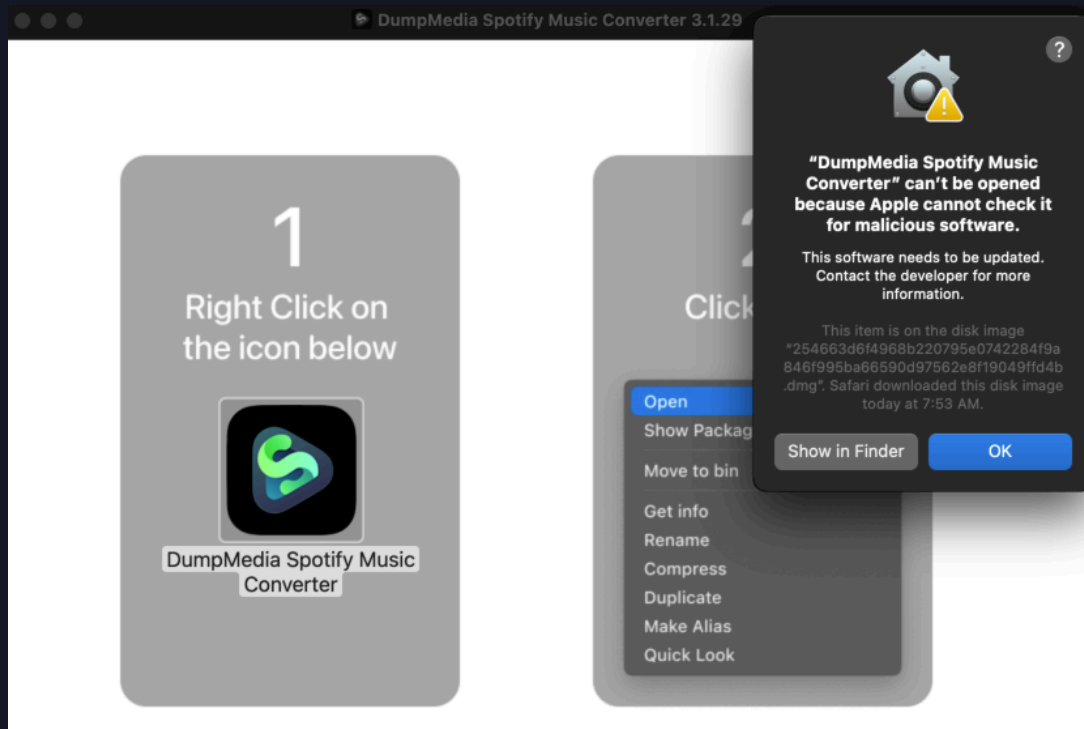 DumpMedia Spotify Music Converter 3.1.29
1
Right Click on
the icon below
DumpMedia Spotify Music
Converter
Click
Open
Show Packag
Move to bin
Get info
Rename
Compress
Duplicate
Make Alias
Quick Look
?
“DumpMedia Spotify Music
Converter” can’t be opened
because Apple cannot check it
for malicious software.
This software needs to be updated.
Contact the developer for more
information.
This item is on the disk image
“254663d6f4968b220795e0742284f9a
846f995ba66590d97562e8f19049ffd4b
.dmg”. Safari downloaded this disk image
today at 7:53 AM.
Show in Finder
OK